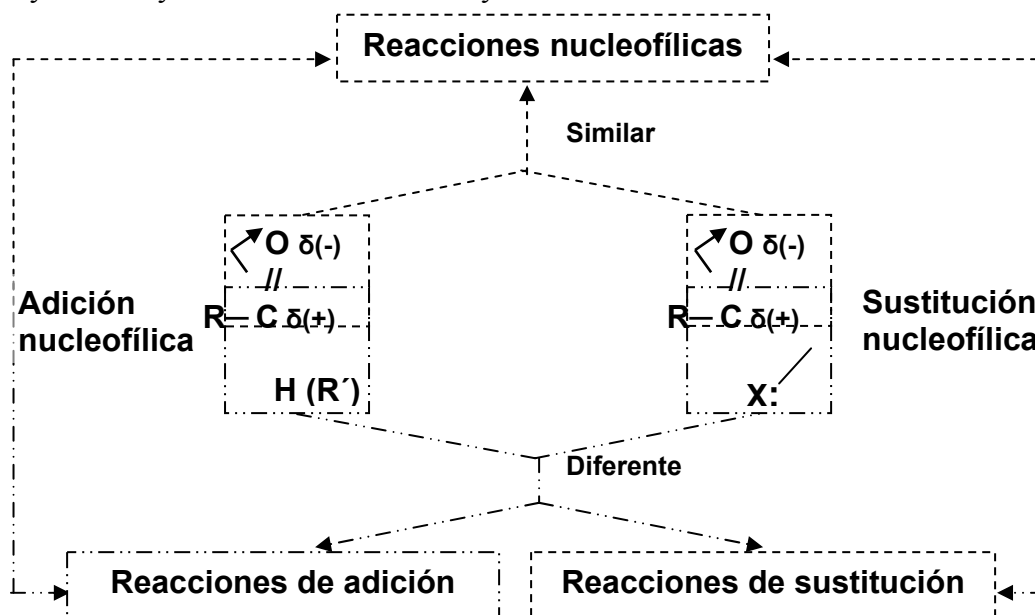 Reacciones nucleofílicas
Similar
O δ(-)
//
R— C δ(+)
H (R´)
O δ(-)
//
R— C δ(+)
X:
Adición
nucleofílica
Sustitución
nucleofílica
Diferente
Reacciones de adición
Reacciones de sustitución